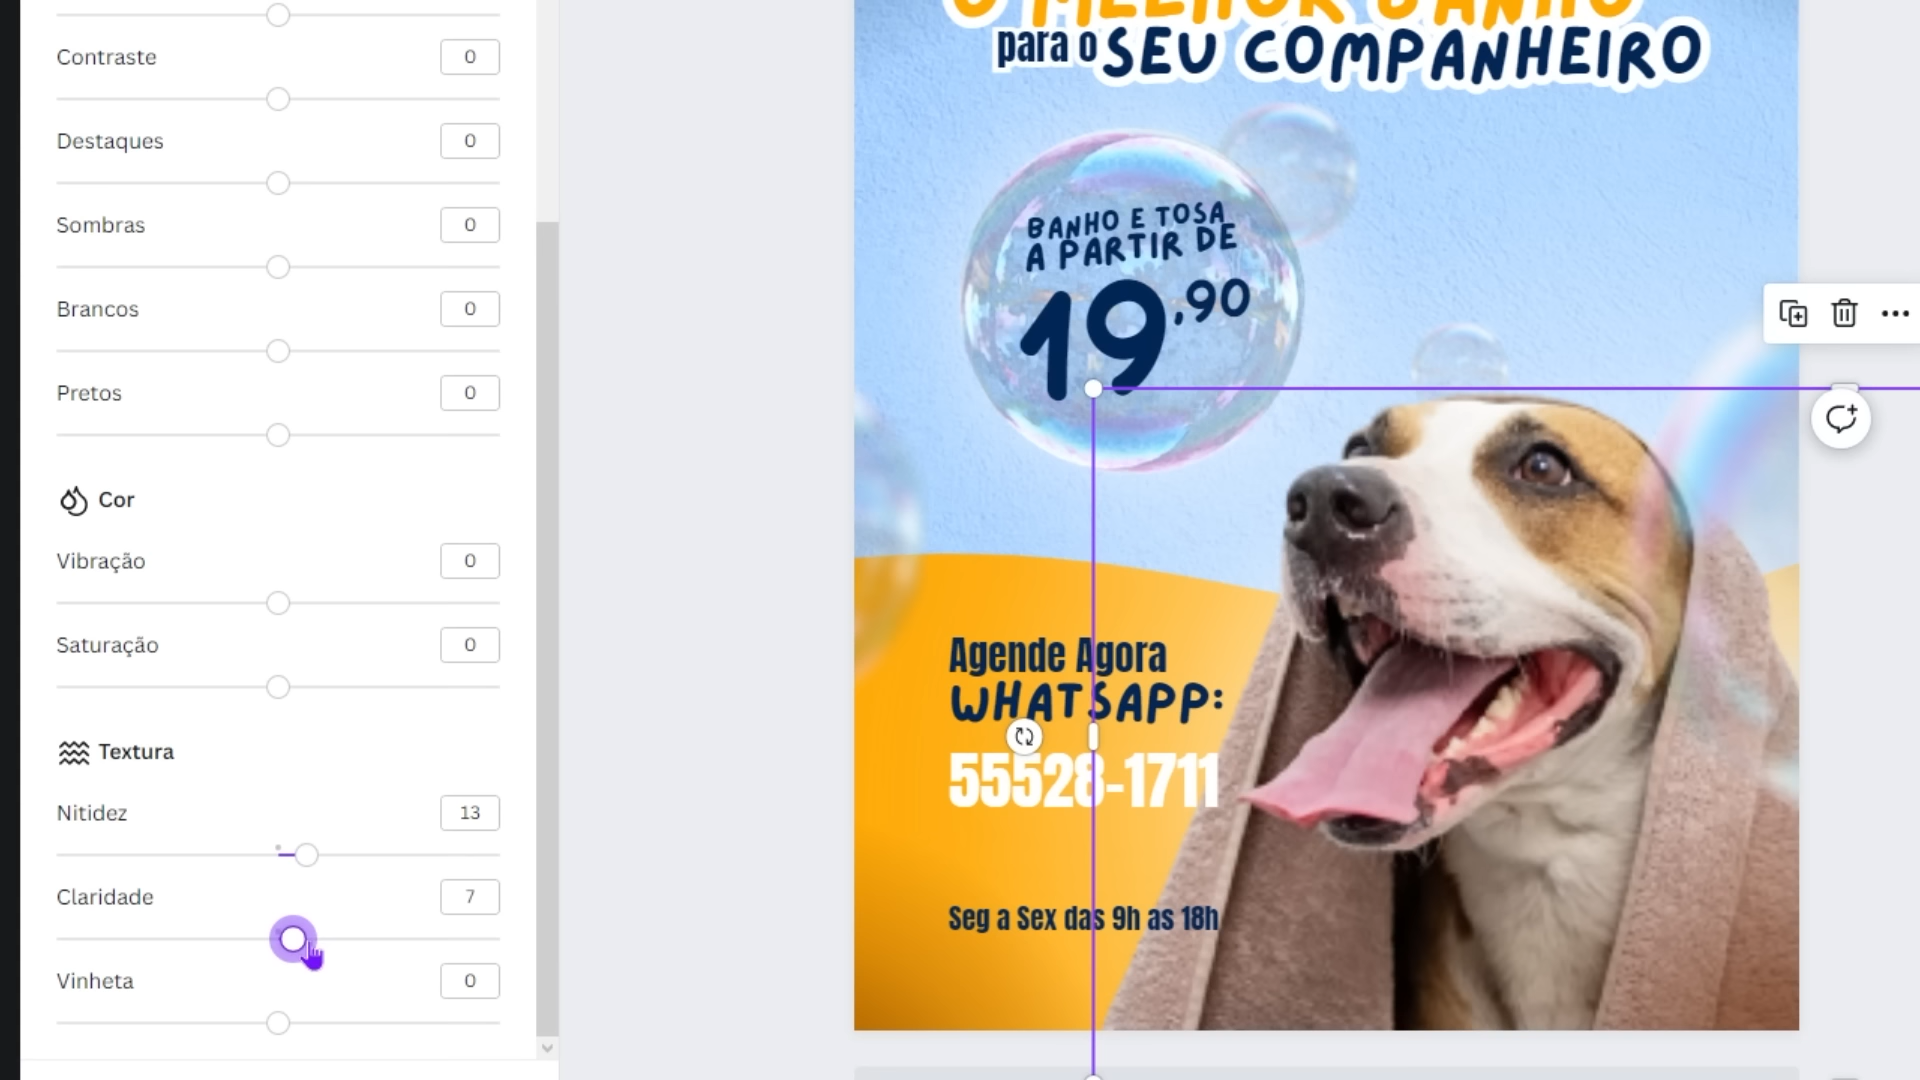 Contraste 0
Destaques 0
Sombras 0
Brancos 0
Pretos 0
Cor
Vibração 0
Saturação 0
Textura
Nitidez 13
Claridade 7
Vinheta 0
O MELHOR BANHO
para o SEU COMPANHEIRO
BANHO E TOSA
A PARTIR DE
19,90
Agende Agora
WHATSAPP:
55528-1711
Seg a Sex das 9h as 18h